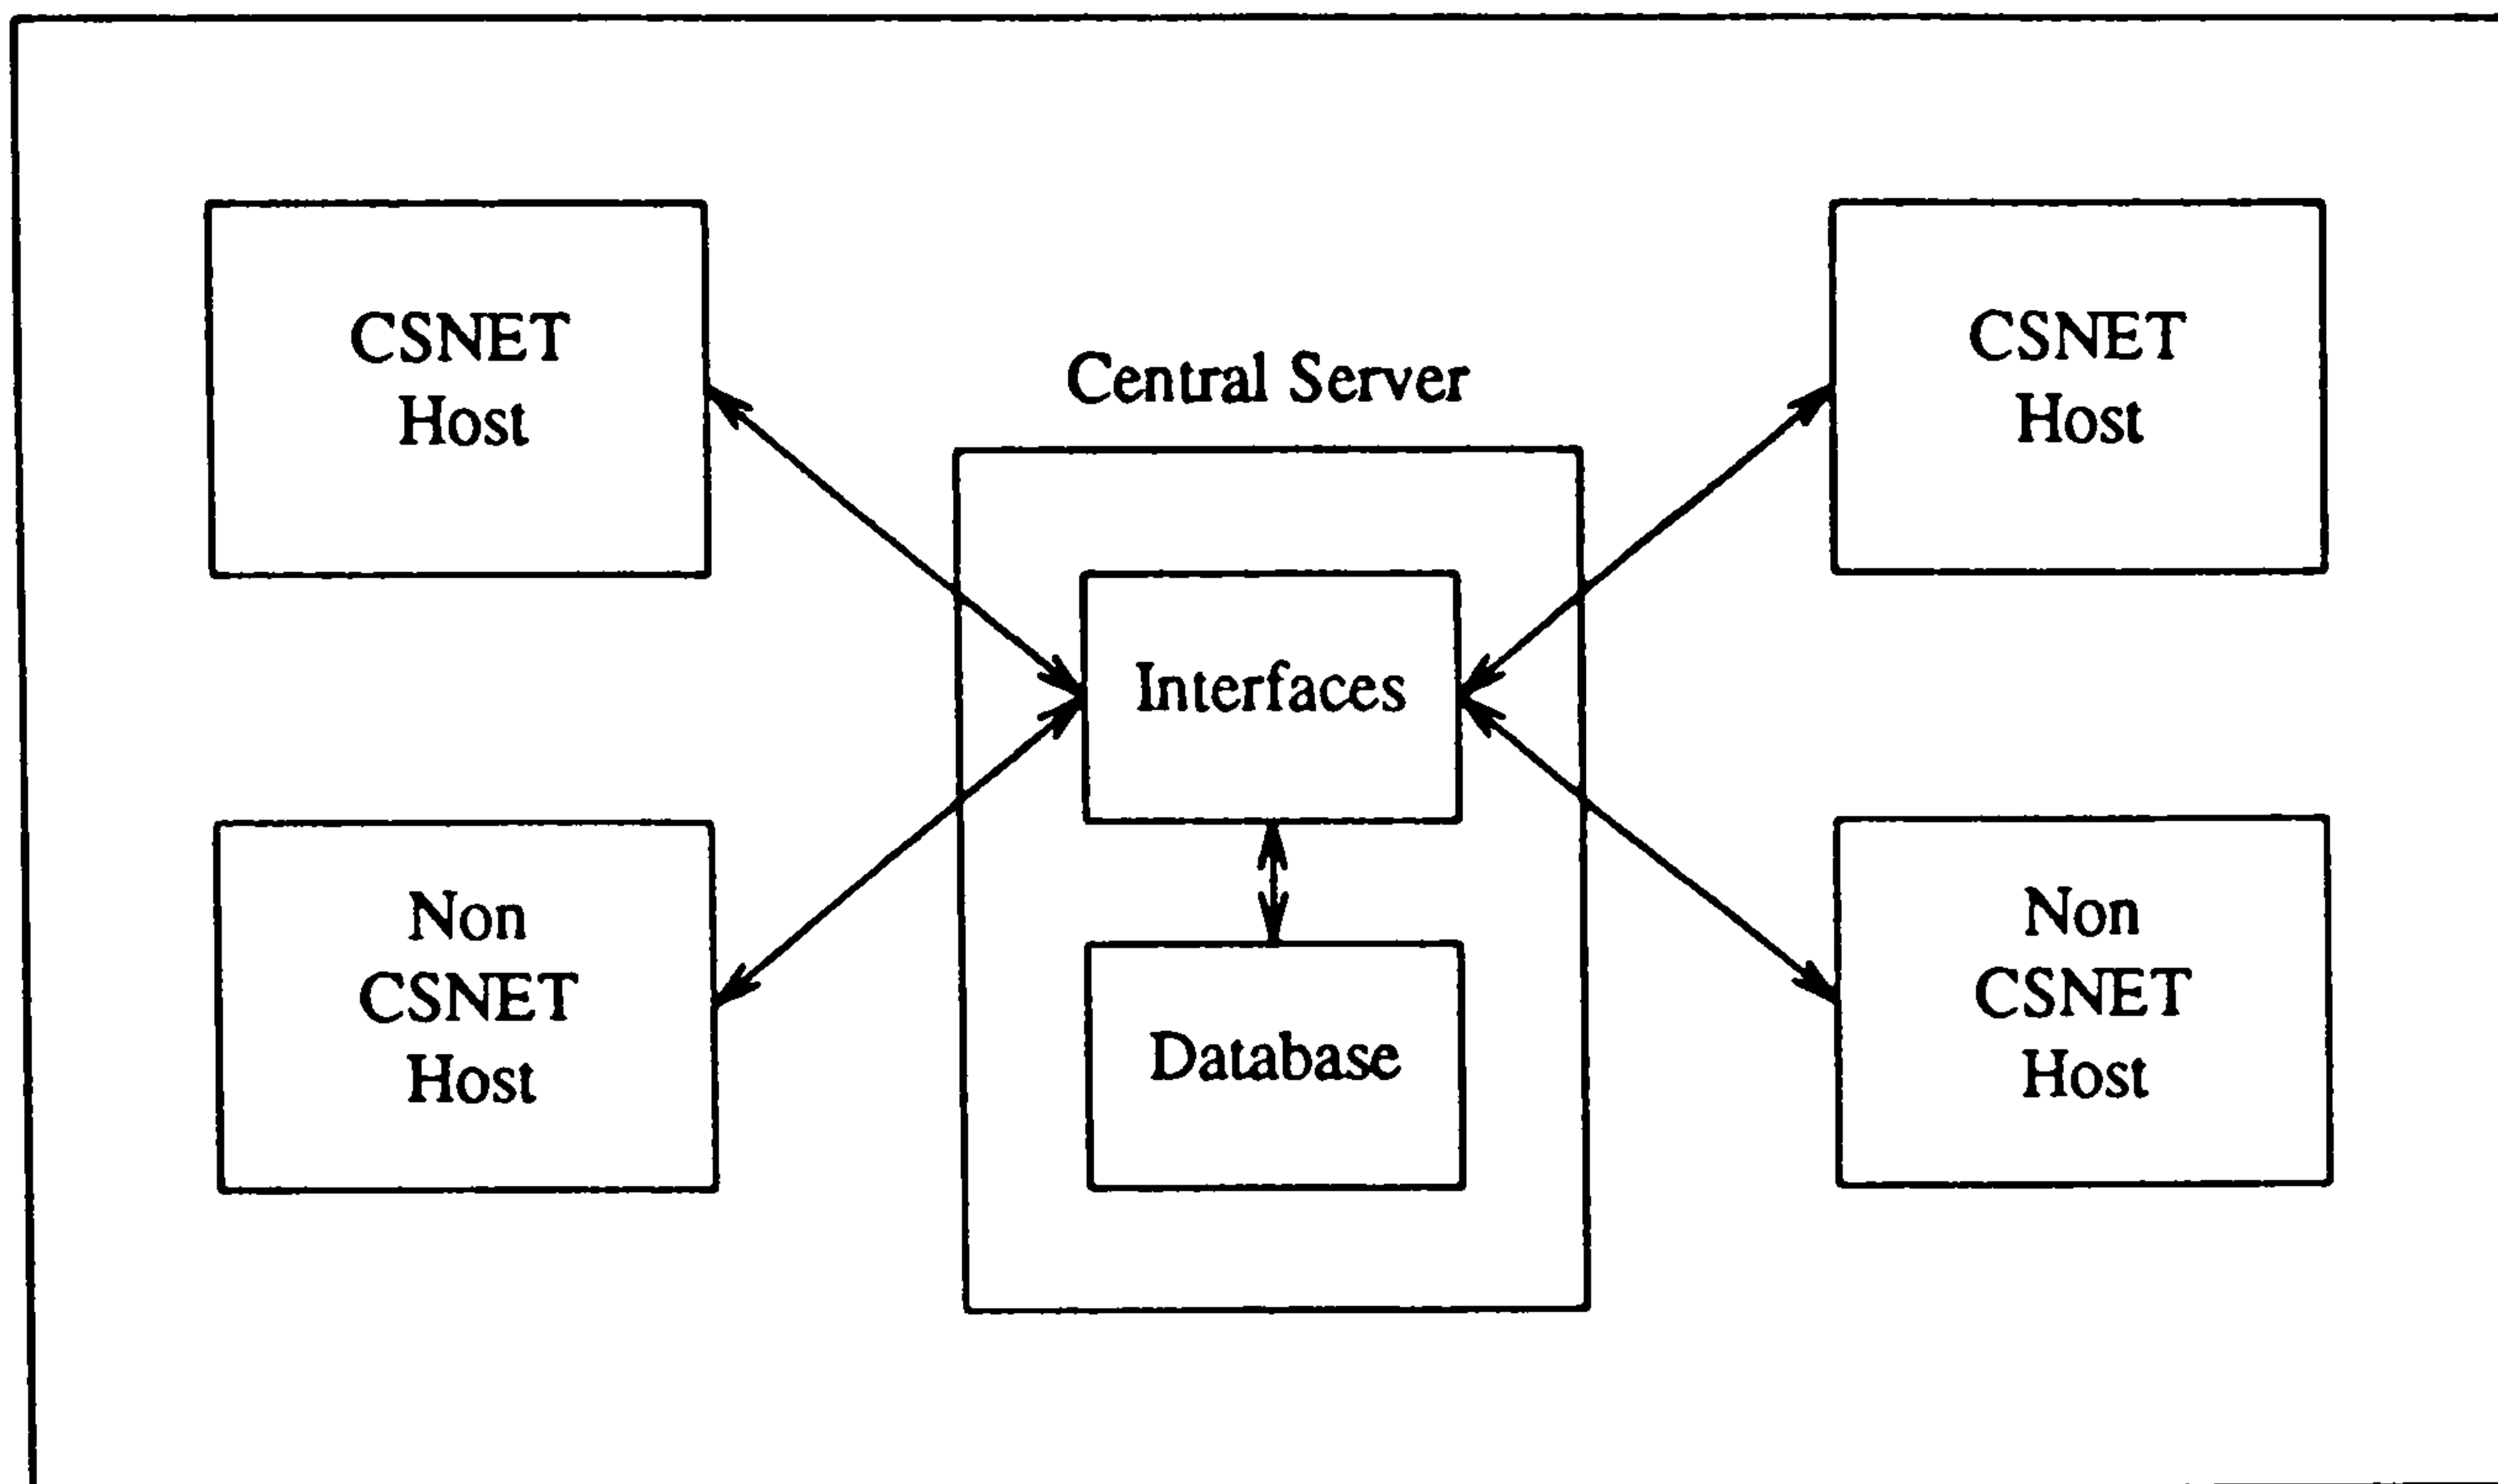 CSNET
Host
Central Server
CSNET
Host
Interfaces
Non
CSNET
Host
Database
Non
CSNET
Host